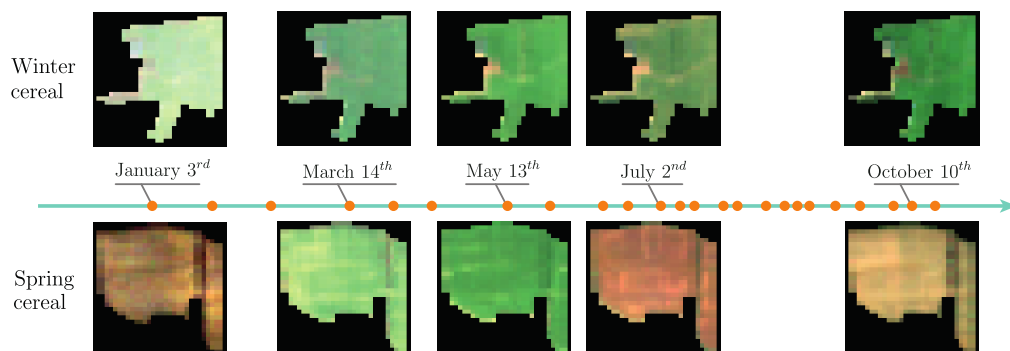 Winter
cereal
January 3rd
March 14th
May 13th
July 2nd
October 10th
Spring
cereal